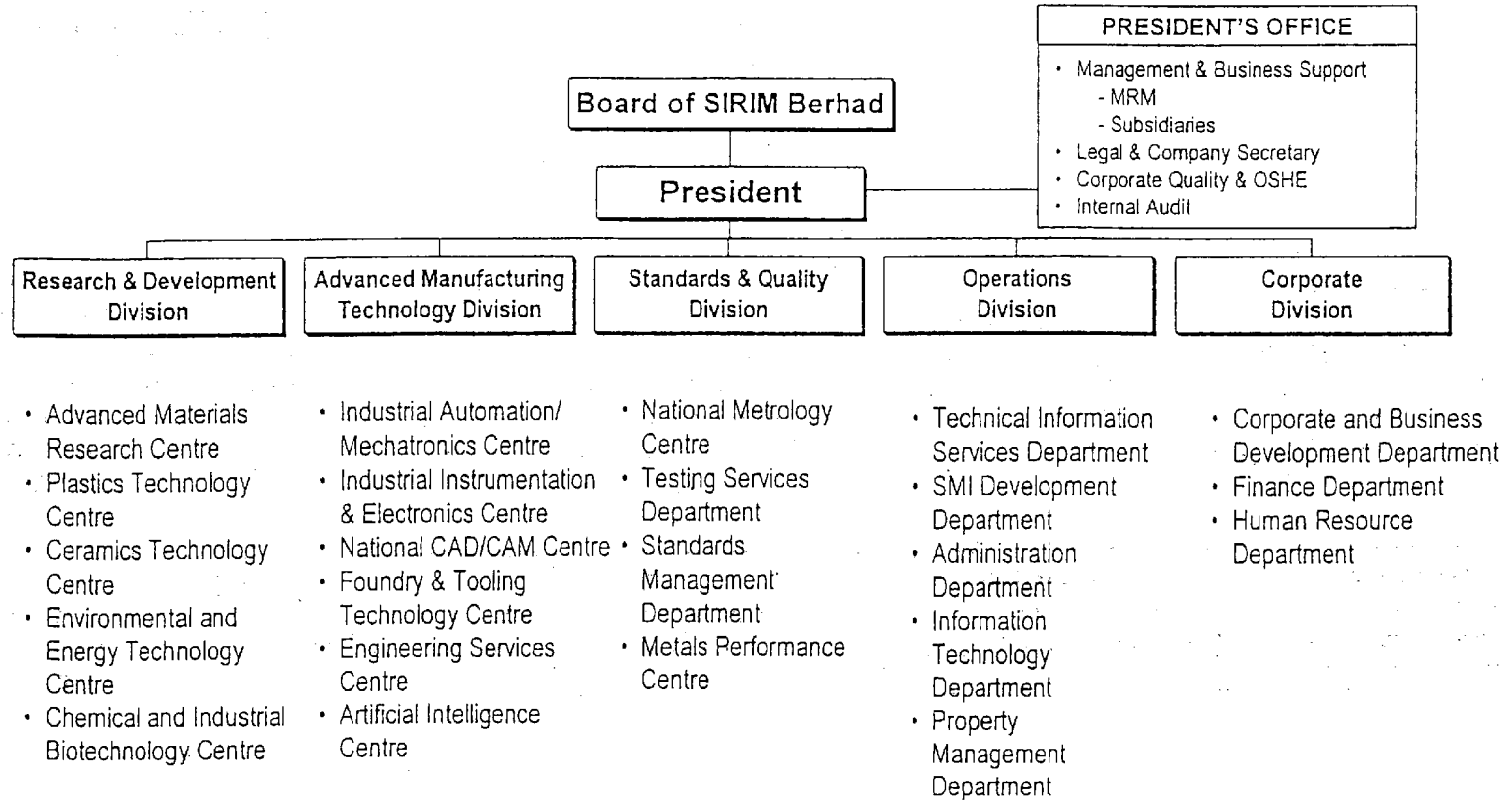 PRESIDENT'S OFFICE
• Management & Business Support
- MRM
- Subsidiaries
• Legal & Company Secretary
• Corporate Quality & OSHE
• Internal Audit
Board of SIRIM Berhad
President
Research & Development
Division
Advanced Manufacturing
Technology Division
Standards & Quality
Division
Operations
Division
Corporate
Division
• Advanced Materials
Research Centre
• Plastics Technology
Centre
• Ceramics Technology
Centre
• Environmental and
Energy Technology
Centre
• Chemical and Industrial
Biotechnology Centre
• Industrial Automation/
Mechatronics Centre
• Industrial Instrumentation
& Electronics Centre
• National CAD/CAM Centre
• Foundry & Tooling
Technology Centre
• Engineering Services
Centre
• Artificial Intelligence
Centre
• National Metrology
Centre
• Testing Services
Department
• Standards
Management
Department
• Metals Performance
Centre
• Technical Information
Services Department
• SMI Development
Department
• Administration
Department
• Information
Technology
Department
• Property
Management
Department
• Corporate and Business
Development Department
• Finance Department
• Human Resource
Department